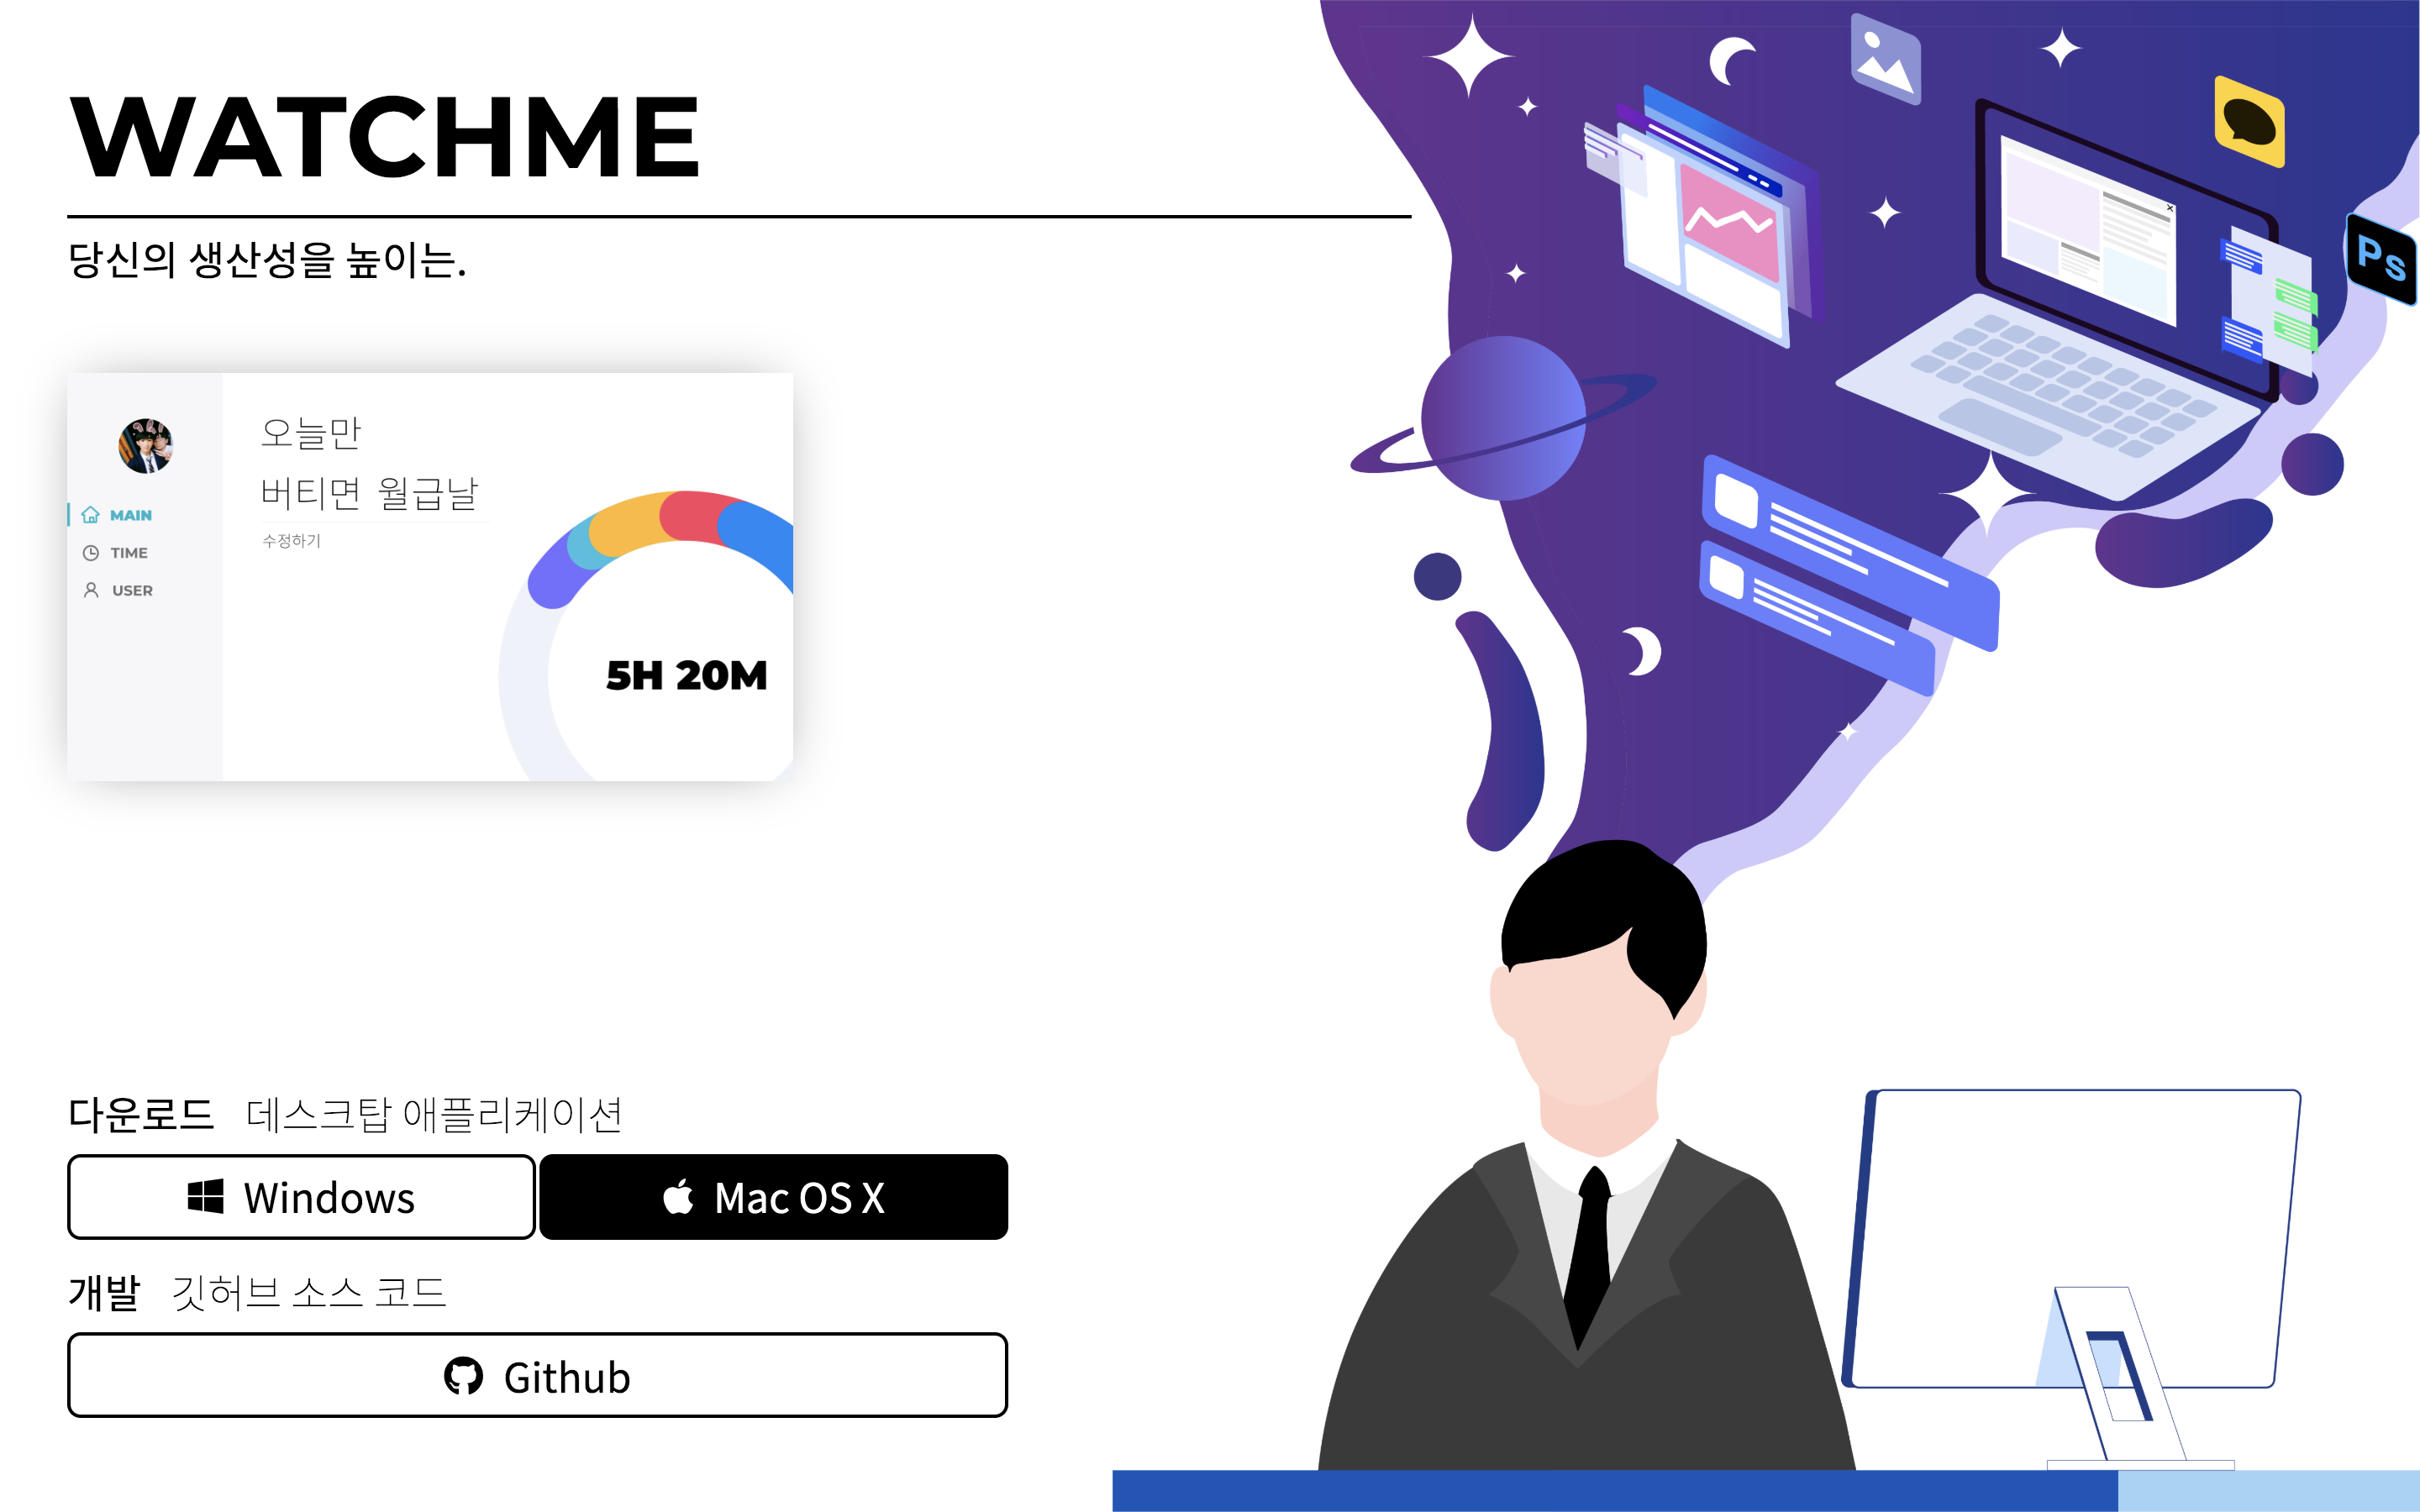 WATCHME
당신의 생산성을 높이는.
오늘만
버티면 월급날
수정하기
MAIN
TIME
USER
5H 20M
Ps
다운로드 데스크탑 애플리케이션
Windows
Mac OS X
개발 깃허브 소스 코드
Github